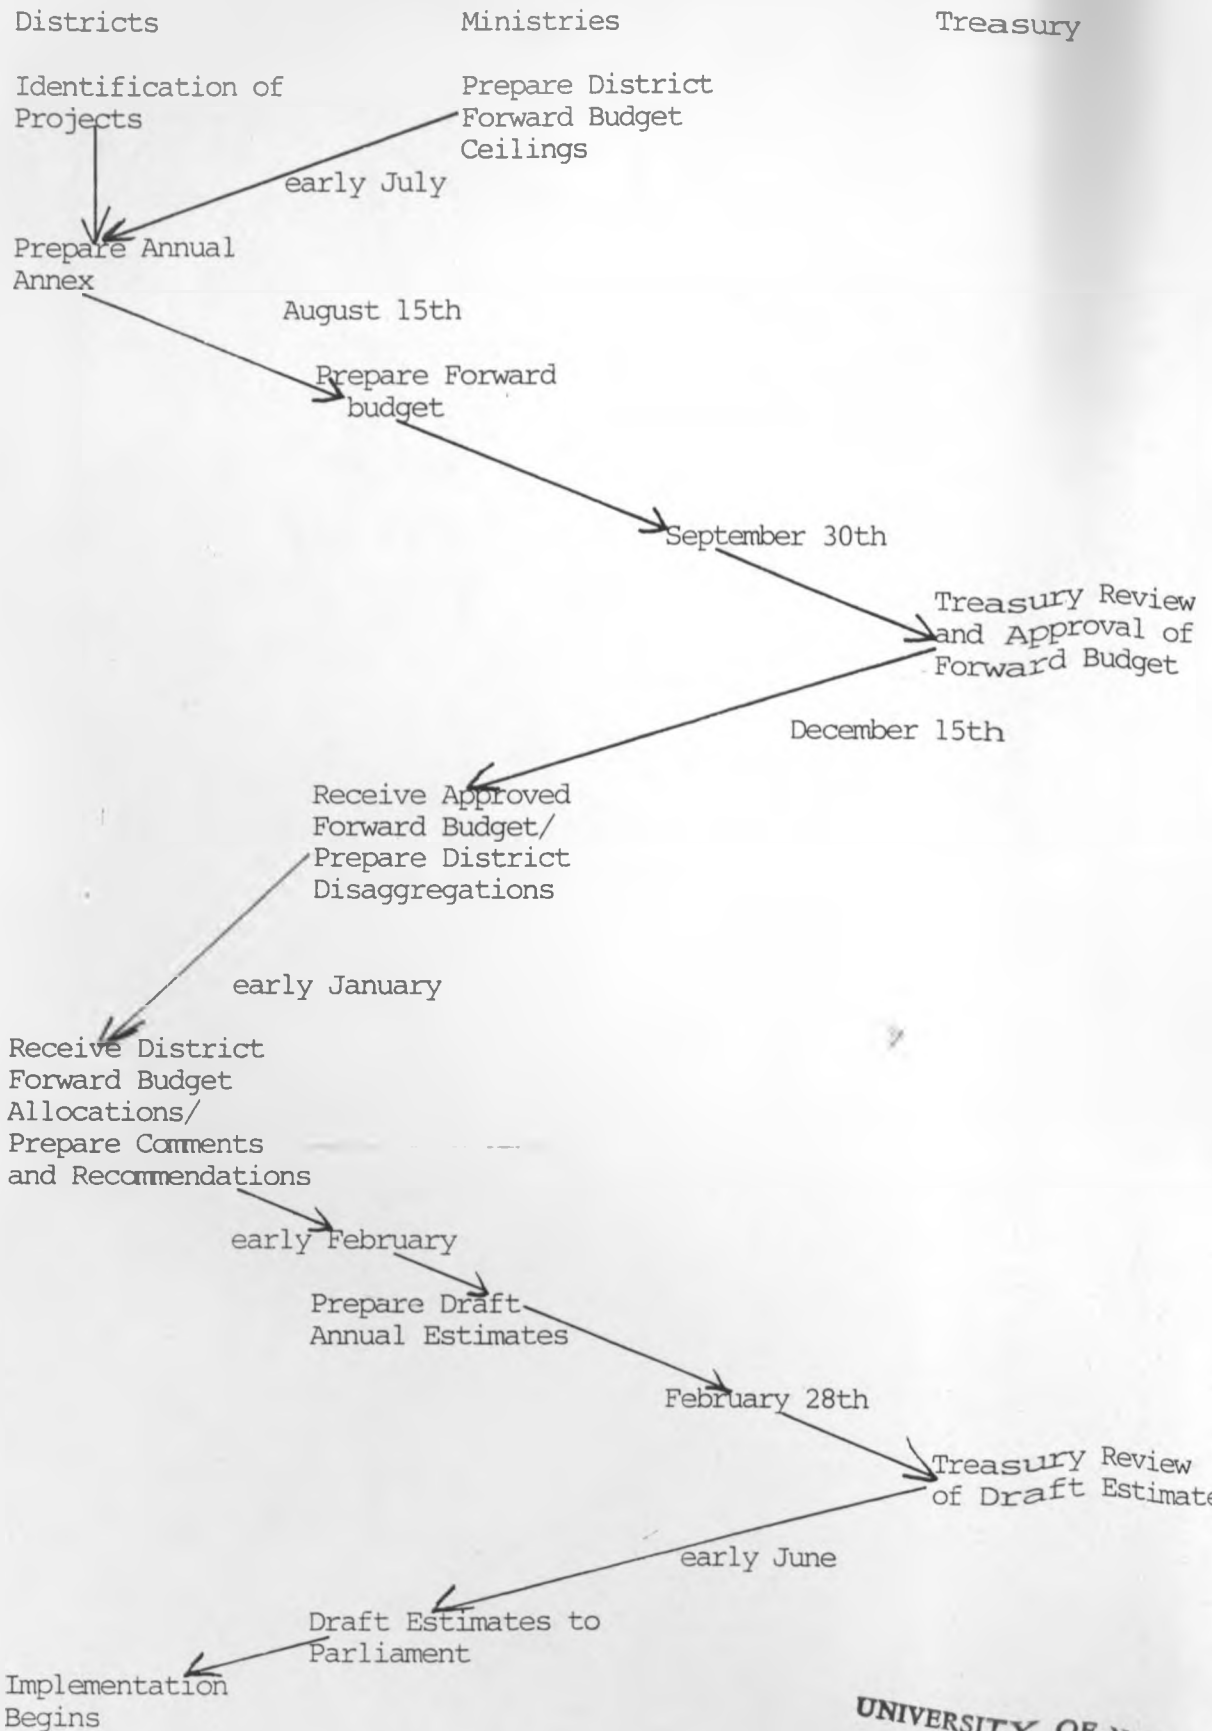 Districts Ministries Treasury
Identification of
Projects
Prepare District
Forward Budget
Ceilings
early July
Prepare Annual
Annex
August 15th
Prepare Forward
budget
September 30th
Treasury Review
and Approval of
Forward Budget
December 15th
Receive Approved
Forward Budget/
Prepare District
Disaggregations
early January
Receive District
Forward Budget
Allocations/
Prepare Comments
and Recommendations
early February
Prepare Draft
Annual Estimates
February 28th
Treasury Review
of Draft Estimate
early June
Draft Estimates to
Parliament
Implementation
Begins
UNIVERSITY OF